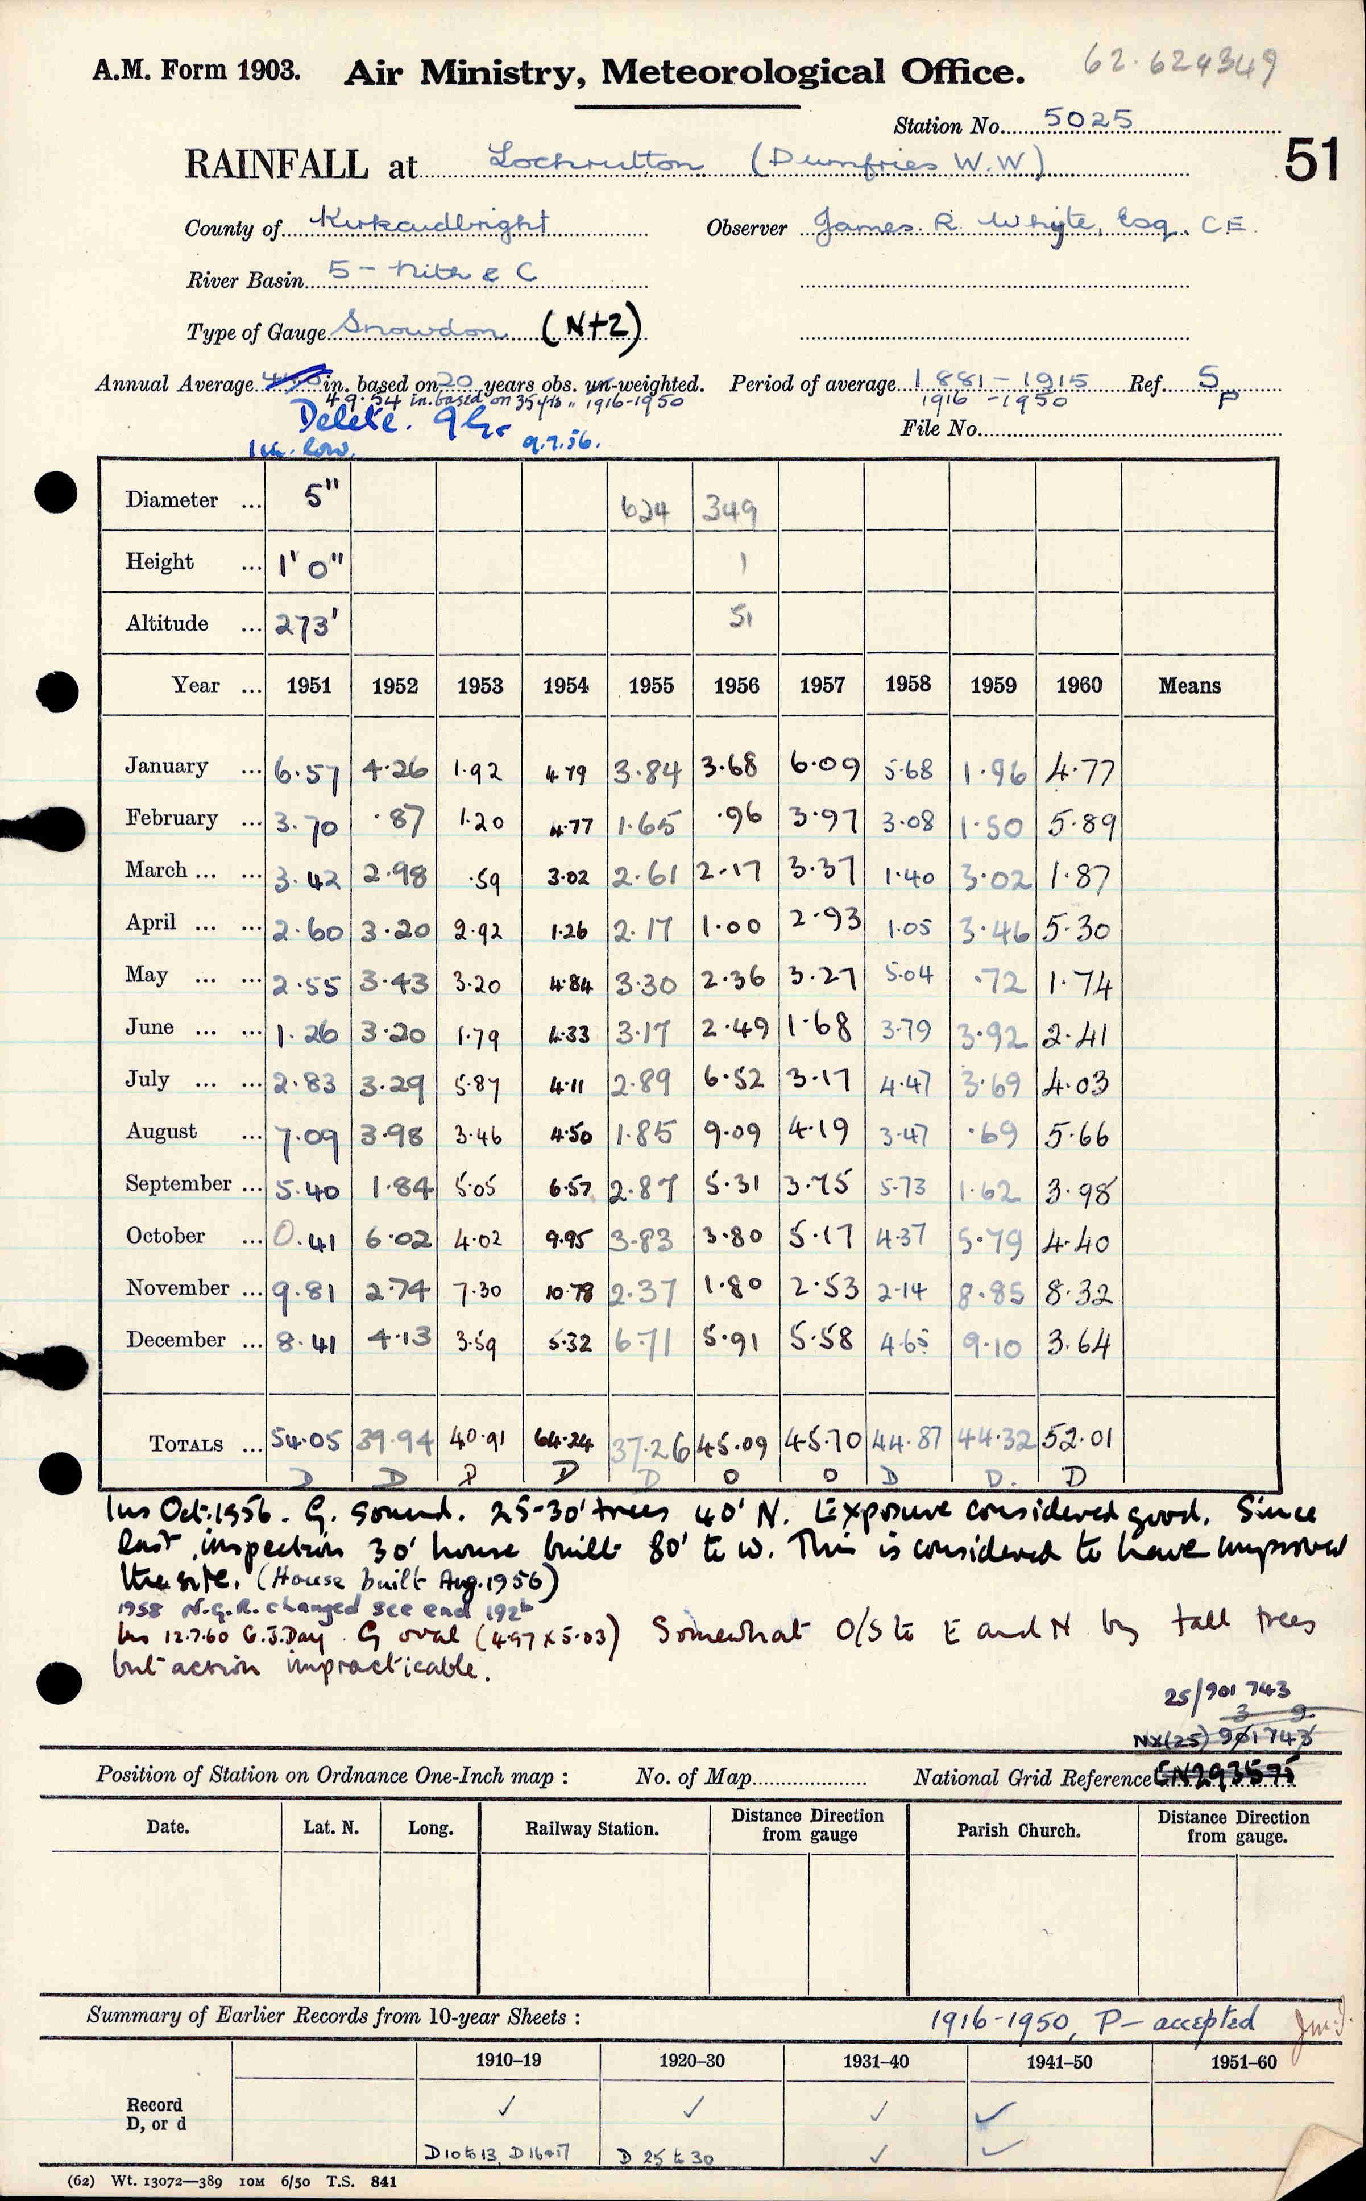 A.M. Form 1903. Air Ministry, Meteorological Office. 62.624349
Station No. 5025
RAINFALL at Lochrutton (Dumfries W.W) 51
County of Kirkcudbright Observer James R Whyte, Esq. C.E.
River Basin 5 - Nith & C
Type of Gauge Snowdon (N+2)
Annual Average in. based on 20 years obs. un-weighted. Period of average 1881-1915 Ref. S
49.54 in. based on 35 yrs " 1916-1950 1916-1950 P
Delete. File No.
1in. low. 9.7.56.
Diameter ... 5" 624 349
Height ... 1' 0" 1
Altitude ... 273' 51
Year ... 1951 1952 1953 1954 1955 1956 1957 1958 1959 1960 Means
January ... 6.57 4.26 1.92 4.79 3.84 3.68 6.09 5.68 1.96 4.77
February ... 3.70 .87 1.20 4.77 1.65 .96 3.97 3.08 1.50 5.89
March ... ... 3.42 2.98 .59 3.02 2.61 2.17 3.37 1.40 3.02 1.87
April ... ... 2.60 3.20 2.92 1.26 2.17 1.00 2.93 1.05 3.46 5.30
May ... ... 2.55 3.43 3.20 4.84 3.30 2.36 3.27 5.04 .72 1.74
June ... ... 1.26 3.20 1.79 4.33 3.17 2.49 1.68 3.79 3.92 2.41
July ... ... 2.83 3.29 5.87 4.11 2.89 6.52 3.17 4.47 3.69 4.03
August ... 7.09 3.98 3.46 4.50 1.85 9.09 4.19 3.47 .69 5.66
September ... 5.40 1.84 5.05 6.57 2.87 5.31 3.75 5.73 1.62 3.98
October ... 0.41 6.02 4.02 9.95 3.83 3.80 5.17 4.37 5.79 4.40
November ... 9.81 2.74 7.30 10.78 2.37 1.80 2.53 2.14 8.85 8.32
December ... 8.41 4.13 3.59 5.32 6.71 5.91 5.58 4.65 9.10 3.64
TOTALS ... 54.05 39.94 40.91 64.24 37.26 45.09 45.70 44.87 44.32 52.01
D D D D D D D D D. D
Ins Oct. 1956. G. sound. 25-30' trees 40' N. Exposure considered good. Since
last inspection 30' house built 80' to W. This is considered to have improved
the site. (House built Aug. 1956)
1958 N.G.R. changed see end 192
Ins 12.7.60 G.J.Day. G oval (4.97 x 5.03) Somewhat O/S to E and N by tall trees
but action impracticable.
25/901 743
3 9
NX(25) 901743
Position of Station on Ordnance One-Inch map : No. of Map National Grid Reference CN293575
Date. Lat. N. Long. Railway Station. Distance Direction from gauge Parish Church. Distance Direction from gauge.
Summary of Earlier Records from 10-year Sheets : 1916-1950, P - accepted
1910–19 1920–30 1931–40 1941–50 1951–60
Record ✓ ✓ ✓ ✓
D, or d
D 10 to 13, D 16+17 D 25 to 30 ✓ ✓
(62) Wt. 13072—389 10M 6/50 T.S. 841